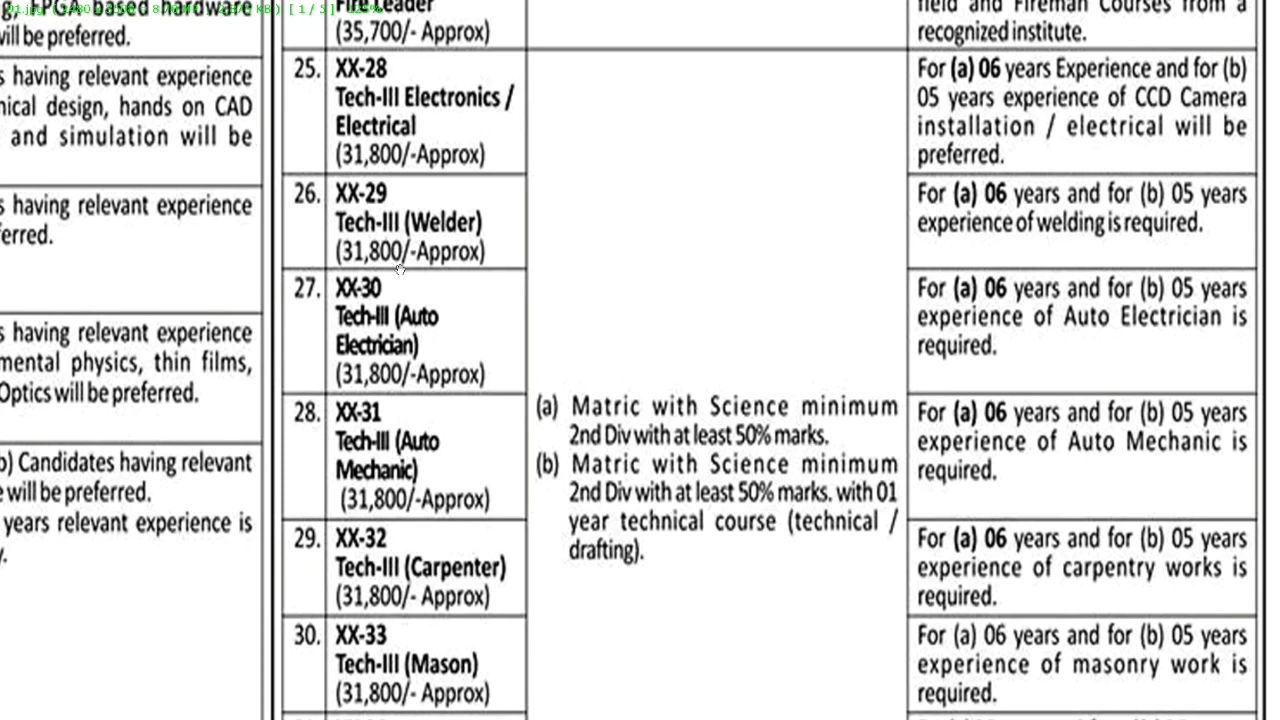 will be preferred.
s having relevant experience
nical design, hands on CAD
and simulation will be
s having relevant experience
ferred.
s having relevant experience
mental physics, thin films,
Optics will be preferred.
b) Candidates having relevant
e will be preferred.
years relevant experience is
y.
Fire Leader
(35,700/- Approx)
field and Fireman Courses from a
recognized institute.
25. XX-28
Tech-III Electronics /
Electrical
(31,800/-Approx)
For (a) 06 years Experience and for (b)
05 years experience of CCD Camera
installation / electrical will be
preferred.
26. XX-29
Tech-III (Welder)
(31,800/-Approx)
For (a) 06 years and for (b) 05 years
experience of welding is required.
27. XX-30
Tech-III (Auto
Electrician)
(31,800/-Approx)
For (a) 06 years and for (b) 05 years
experience of Auto Electrician is
required.
28. XX-31
Tech-III (Auto
Mechanic)
(31,800/-Approx)
(a) Matric with Science minimum
2nd Div with at least 50% marks.
(b) Matric with Science minimum
2nd Div with at least 50% marks. with 01
year technical course (technical /
drafting).
For (a) 06 years and for (b) 05 years
experience of Auto Mechanic is
required.
29. XX-32
Tech-III (Carpenter)
(31,800/- Approx)
For (a) 06 years and for (b) 05 years
experience of carpentry works is
required.
30. XX-33
Tech-III (Mason)
(31,800/- Approx)
For (a) 06 years and for (b) 05 years
experience of masonry work is
required.